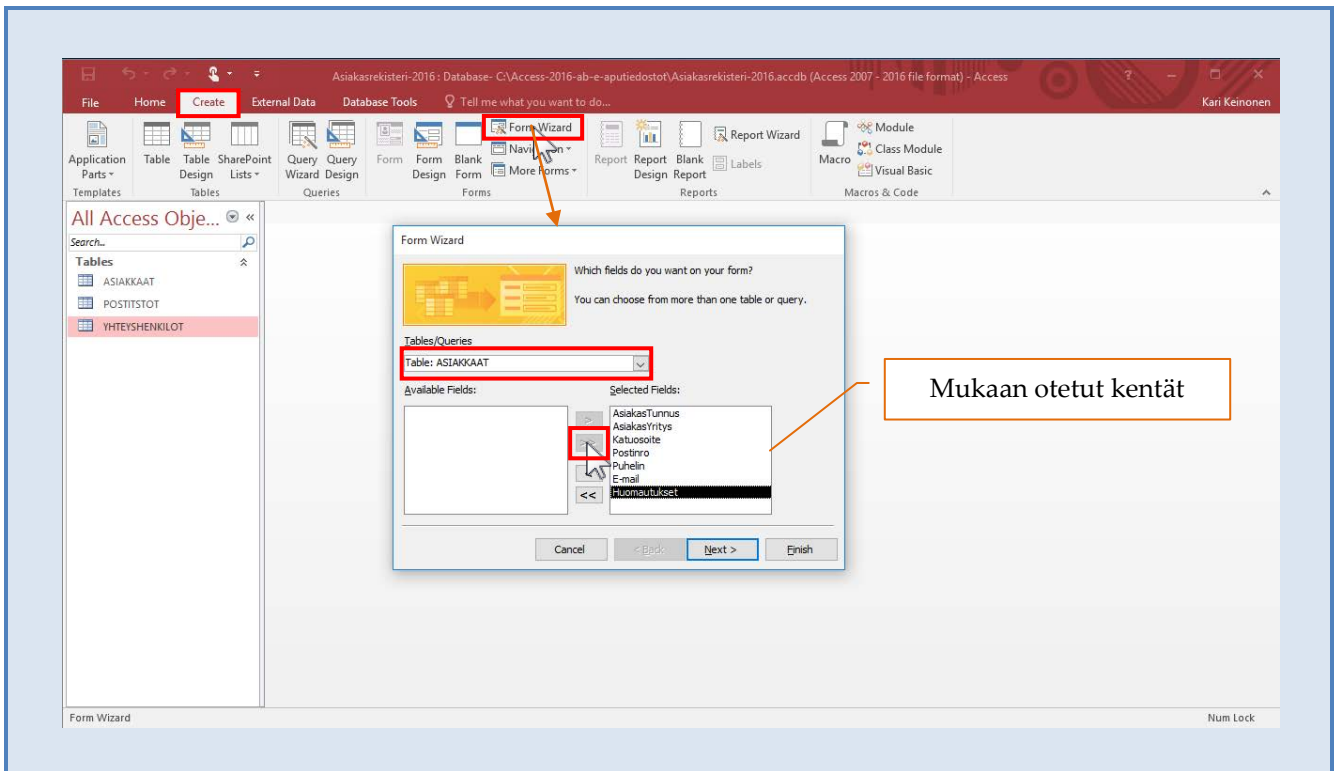 Asiakasrekisteri-2016 : Database- C:\Access-2016-ab-e-aputiedostot\Asiakasrekisteri-2016.accdb (Access 2007 - 2016 file format) - Access
File Home Create External Data Database Tools Tell me what you want to do... Kari Keinonen
Application Parts
Table
Table Design
SharePoint Lists
Query Wizard
Query Design
Form
Form Design
Blank Form
Form Wizard
More Forms
Report
Report Design
Blank Report
Report Wizard
Labels
Macro
Module
Class Module
Visual Basic
Templates Tables Queries Forms Reports Macros & Code
All Access Obje... «
Search...
Tables
ASIAKKAAT
POSTITSTOT
YHTEYSHENKILOT
Form Wizard
Which fields do you want on your form?
You can choose from more than one table or query.
Tables/Queries
Table: ASIAKKAAT
Available Fields: Selected Fields:
>
>>
<<
AsiakasTunnus
AsiakasYritys
Katuosoite
Postinro
Puhelin
E-mail
Huomautukset
Cancel < Back Next > Finish
Mukaan otetut kentät
Form Wizard Num Lock